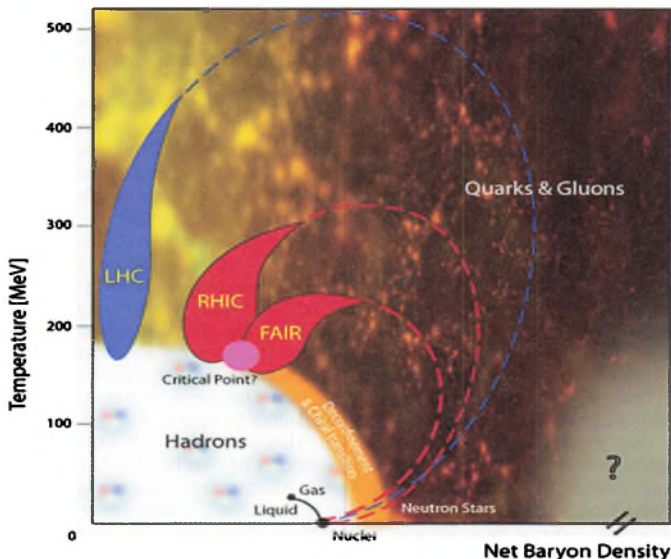 500
400
300
200
100
0
Temperature [MeV]
LHC
RHIC
FAIR
Quarks & Gluons
Critical Point?
Hadrons
& Chiral
Gas
Liquid
Nuclei
Neutron Stars
?
Net Baryon Density